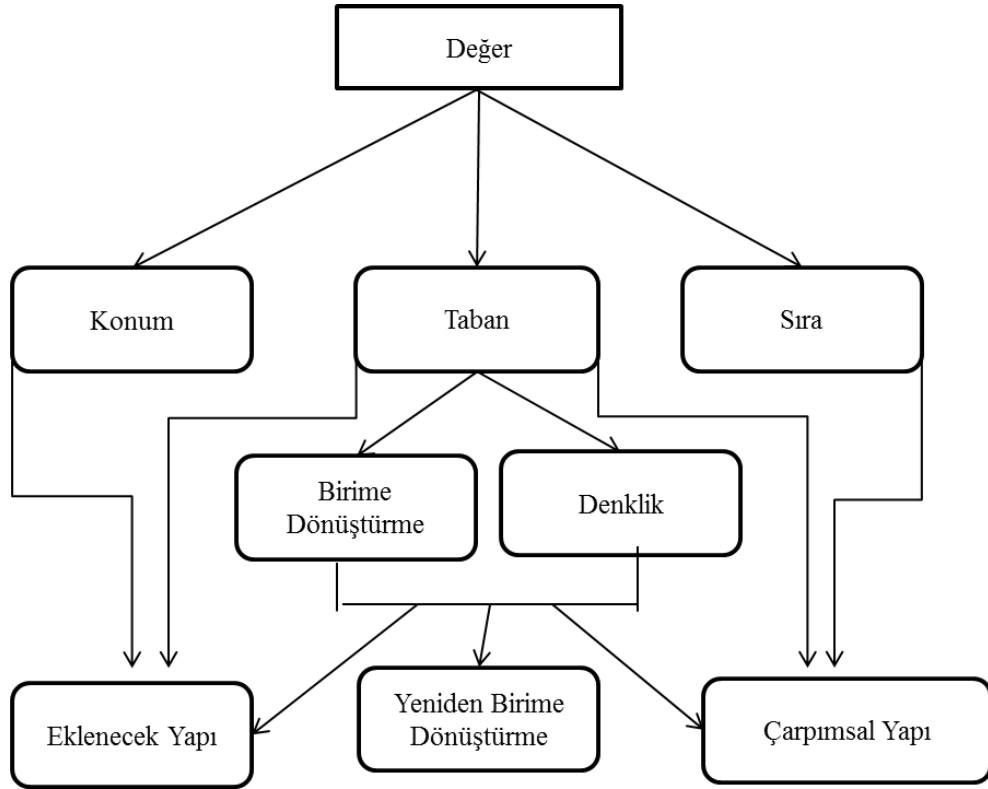 Değer
Konum
Taban
Sıra
Birime
Dönüştürme
Denklik
Eklenecek Yapı
Yeniden Birime
Dönüştürme
Çarpımsal Yapı